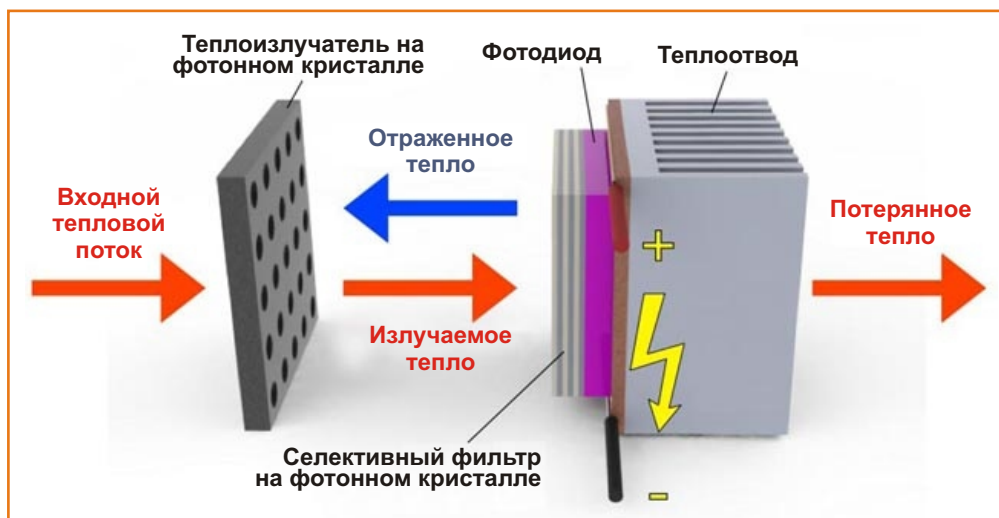 Теплоизлучатель на
фотонном кристалле
Фотодиод
Теплоотвод
Отраженное
тепло
Входной
тепловой
поток
Потерянное
тепло
+
Излучаемое
тепло
Селективный фильтр
на фотонном кристалле
–